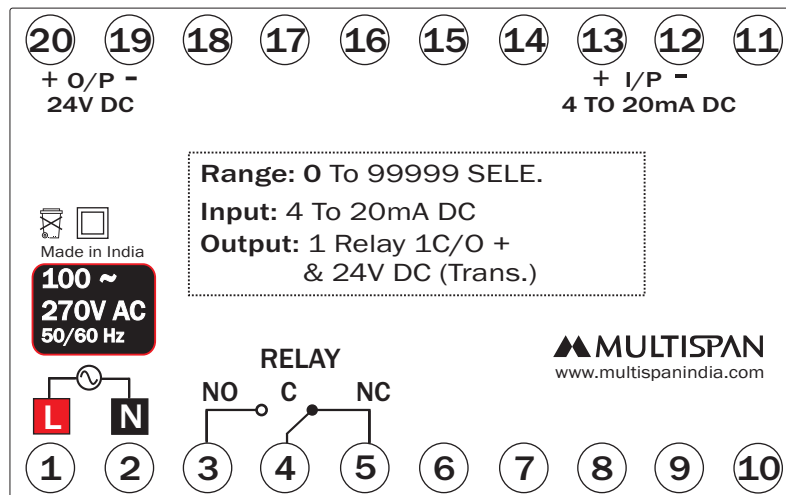 20 19 18 17 16 15 14 13 12 11
+ O/P -
24V DC
+ I/P -
4 TO 20mA DC
Range: 0 To 99999 SELE.
Input: 4 To 20mA DC
Output: 1 Relay 1C/O +
& 24V DC (Trans.)
Made in India
100 ~
270V AC
50/60 Hz
L N
RELAY
NO C NC
MULTISPAN
www.multispanindia.com
1 2 3 4 5 6 7 8 9 10